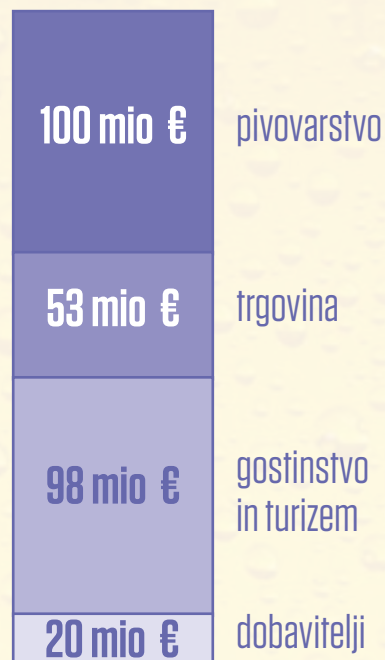 100 mio € pivovarstvo
53 mio € trgovina
98 mio € gostinstvo
in turizem
20 mio € dobavitelji